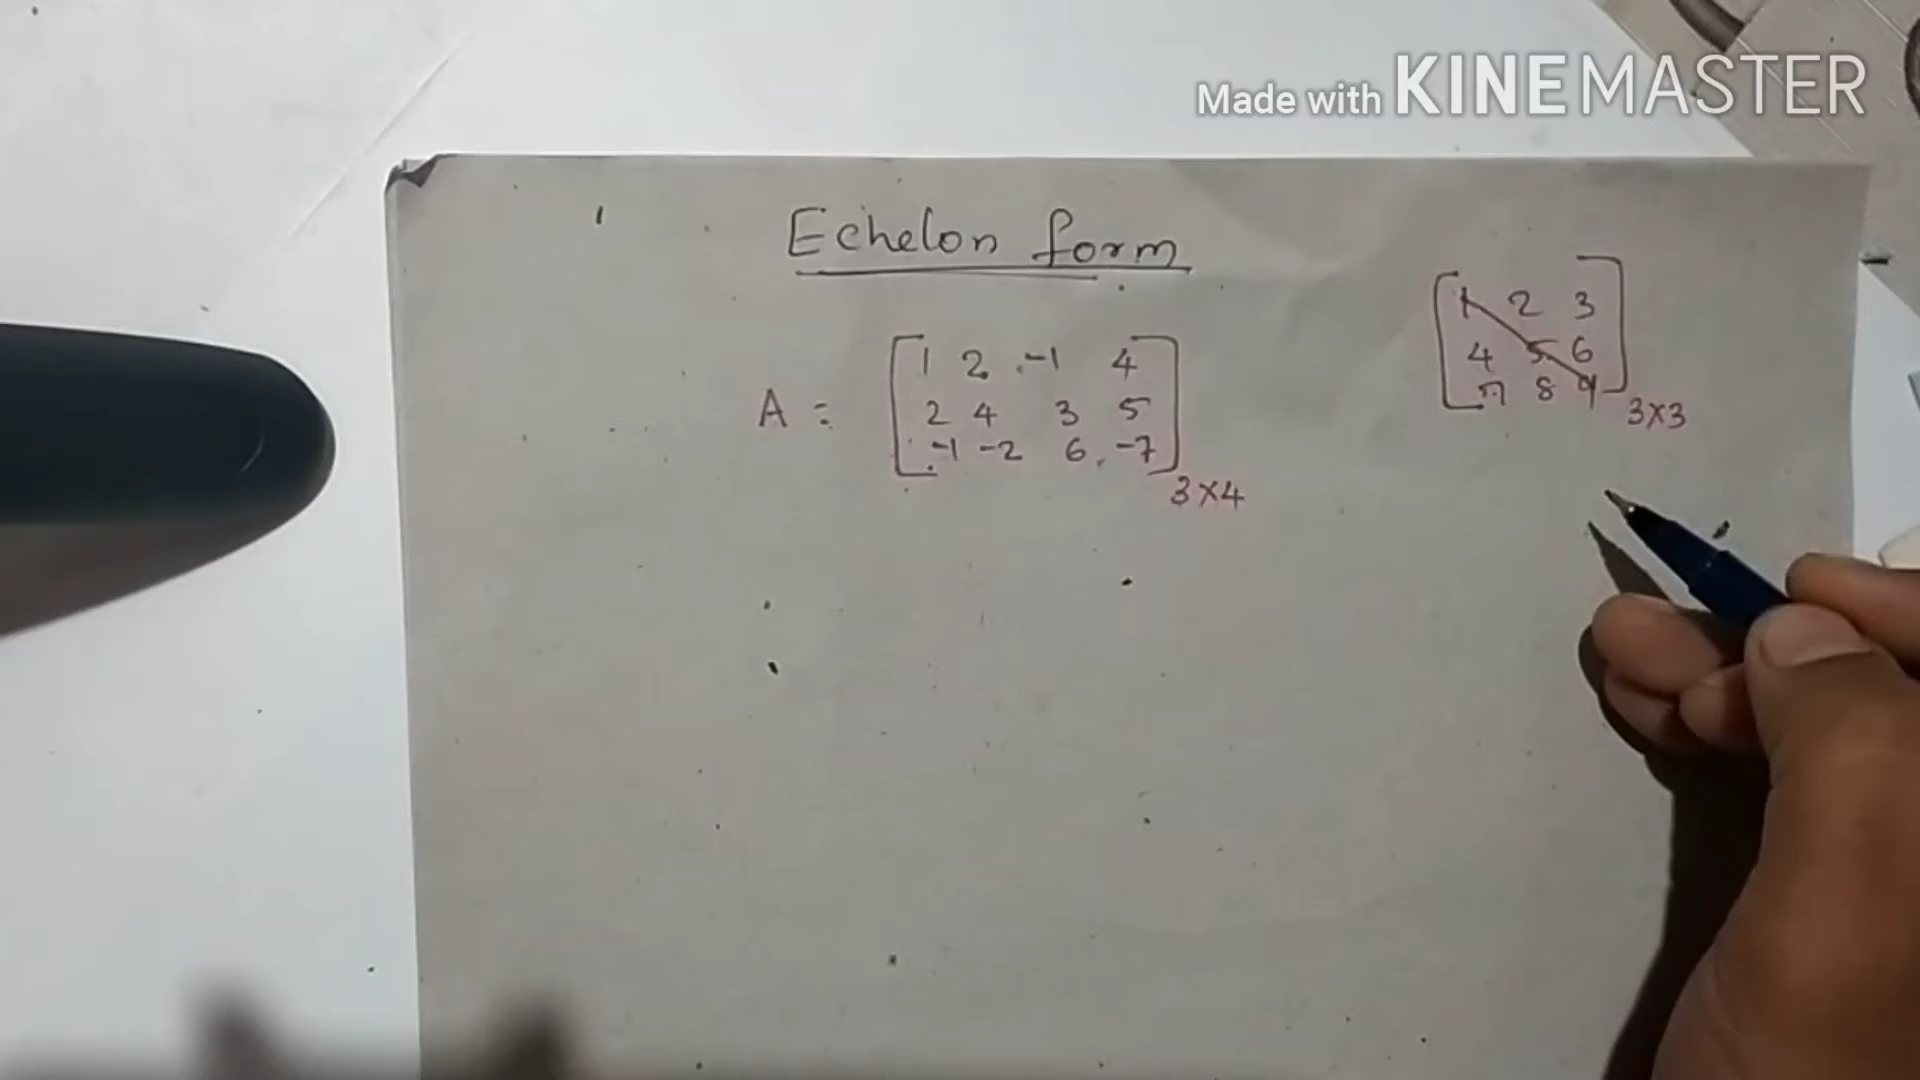 Made with KINEMASTER
Echelon form
A = [1 2 -1 4
2 4 3 5
-1 -2 6 -7] 3×4
[1 2 3
4 5 6
7 8 9] 3×3